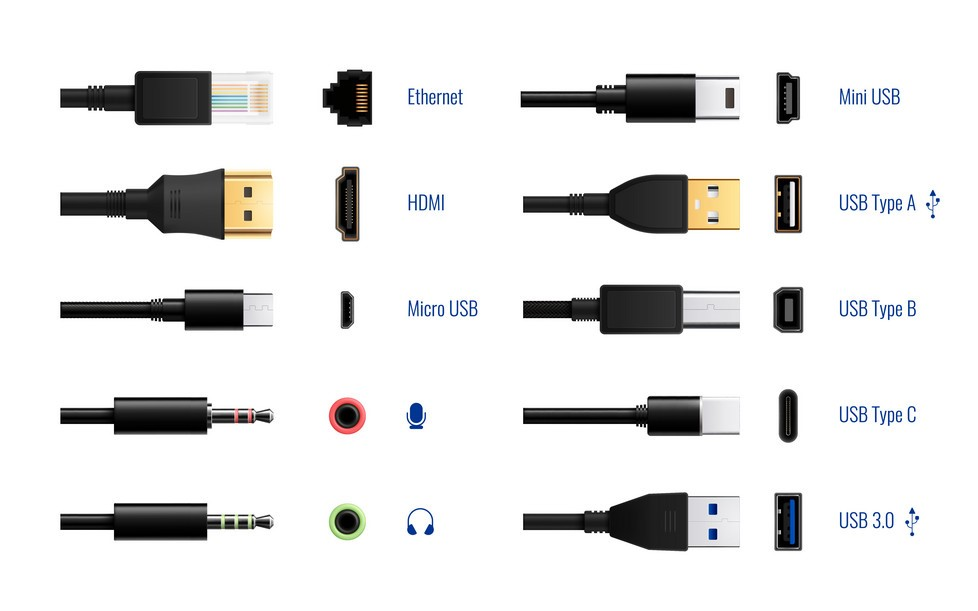 Ethernet
Mini USB
HDMI
USB Type A
Micro USB
USB Type B
USB Type C
USB 3.0